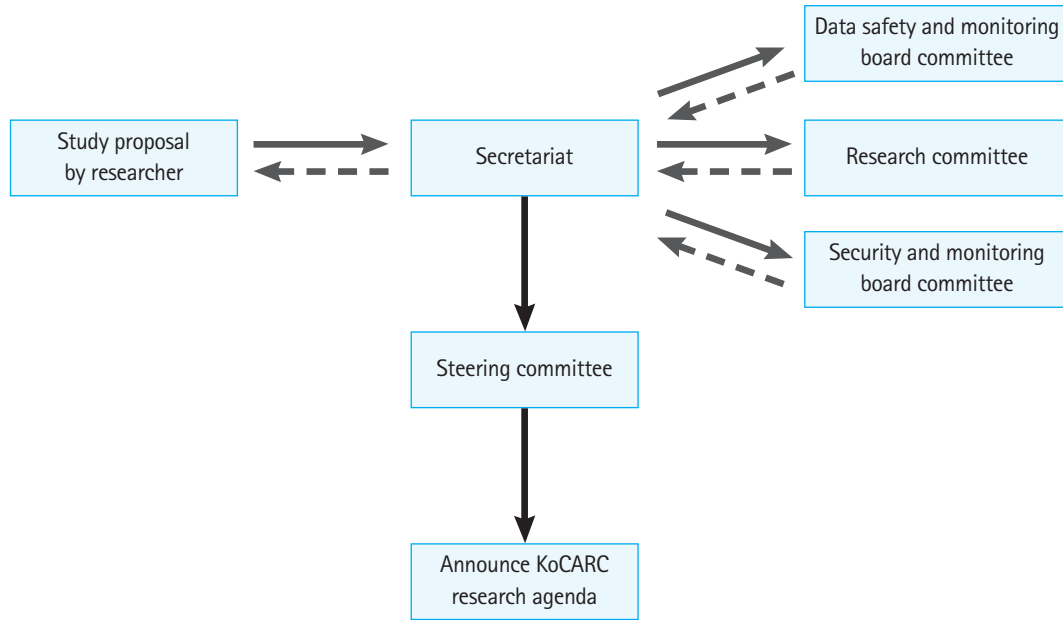 Data safety and monitoring
board committee
Study proposal
by researcher
Secretariat
Research committee
Security and monitoring
board committee
Steering committee
Announce KoCARC
research agenda